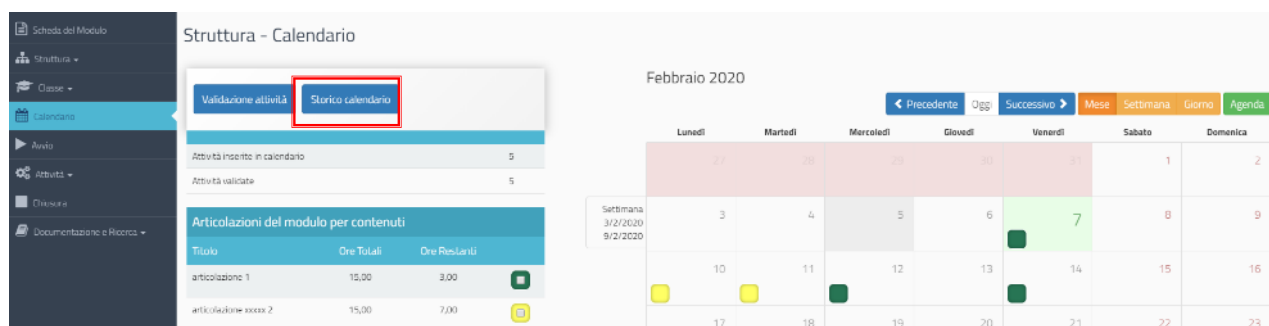 Scheda del Modulo
Struttura
Classe
Calendario
Avvio
Attività
Chiusura
Documentazione e Ricerca
Struttura - Calendario
Validazione attività Storico calendario
Attività inserite in calendario 5
Attività validate 5
Articolazioni del modulo per contenuti
Titolo Ore Totali Ore Restanti
articolazione 1 15,00 3,00
articolazione xxxxx 2 15,00 7,00
Febbraio 2020
Precedente Oggi Successivo Mese Settimana Giorno Agenda
Lunedì Martedì Mercoledì Giovedì Venerdì Sabato Domenica
27 28 29 30 31 1 2
Settimana
3/2/2020
9/2/2020
3 4 5 6 7 8 9
10 11 12 13 14 15 16
17 18 19 20 21 22 23